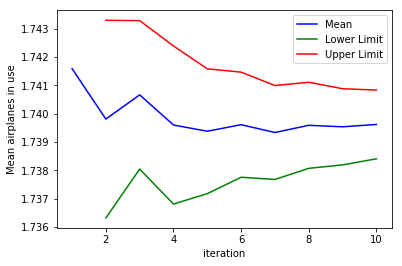 1.743
1.742
1.741
1.740
1.739
1.738
1.737
1.736
Mean airplanes in use
Mean
Lower Limit
Upper Limit
2
4
6
8
10
iteration